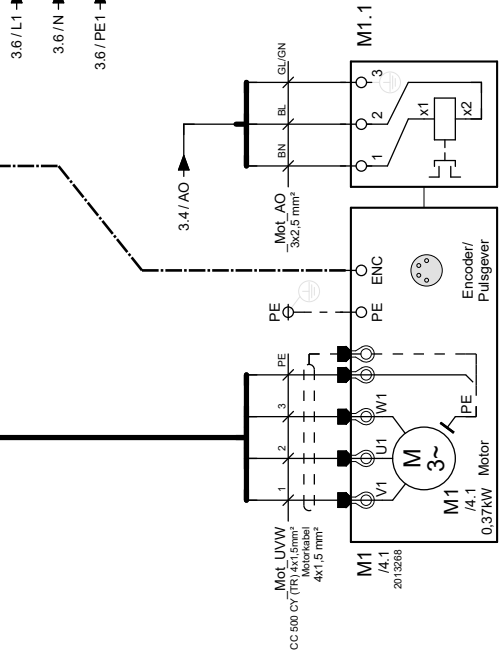 3.6 / L1
3.6 / N
3.6 / PE1
3.4 / AO
_Mot_AO
3x2,5 mm²
BN
BL
GL/GN
M1.1
1
2
3
x1
x2
PE
PE
ENC
Encoder/
Pulsgever
_Mot_UVW
CC 500 CY (TR) 4x1,5mm²
Motorkabel
4x1,5 mm²
1
2
3
PE
V1
U1
W1
M
3~
PE
M1
/4.1
0,37kW
Motor
M1
/4.1
2013268